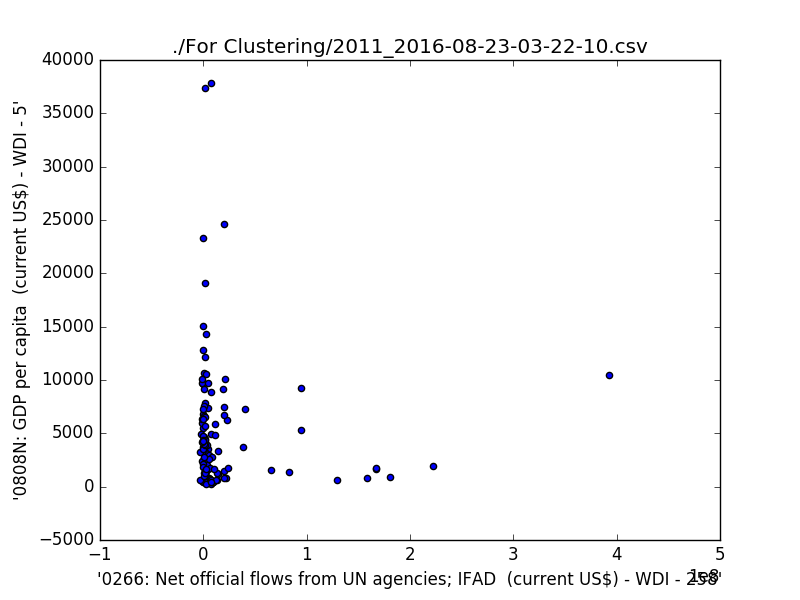 ./For Clustering/2011_2016-08-23-03-22-10.csv
40000
35000
30000
25000
20000
15000
10000
5000
0
−5000
'0808N: GDP per capita  (current US$) - WDI - 5'
−1 0 1 2 3 4 5
1e8
'0266: Net official flows from UN agencies; IFAD  (current US$) - WDI - 258'